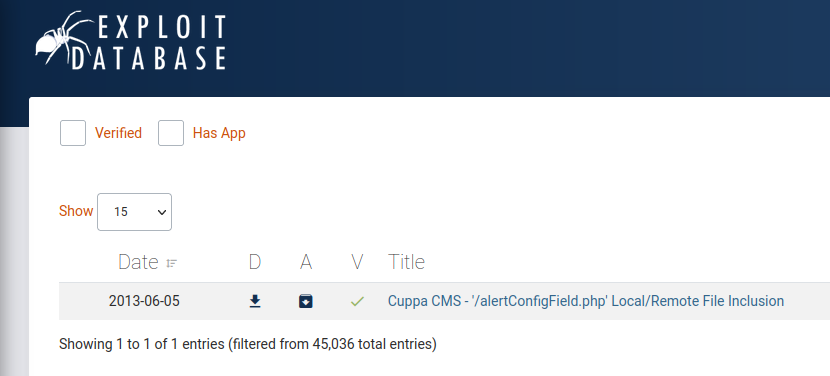 EXPLOIT
DATABASE
Verified Has App
Show 15
Date D A V Title
2013-06-05 Cuppa CMS - '/alertConfigField.php' Local/Remote File Inclusion
Showing 1 to 1 of 1 entries (filtered from 45,036 total entries)